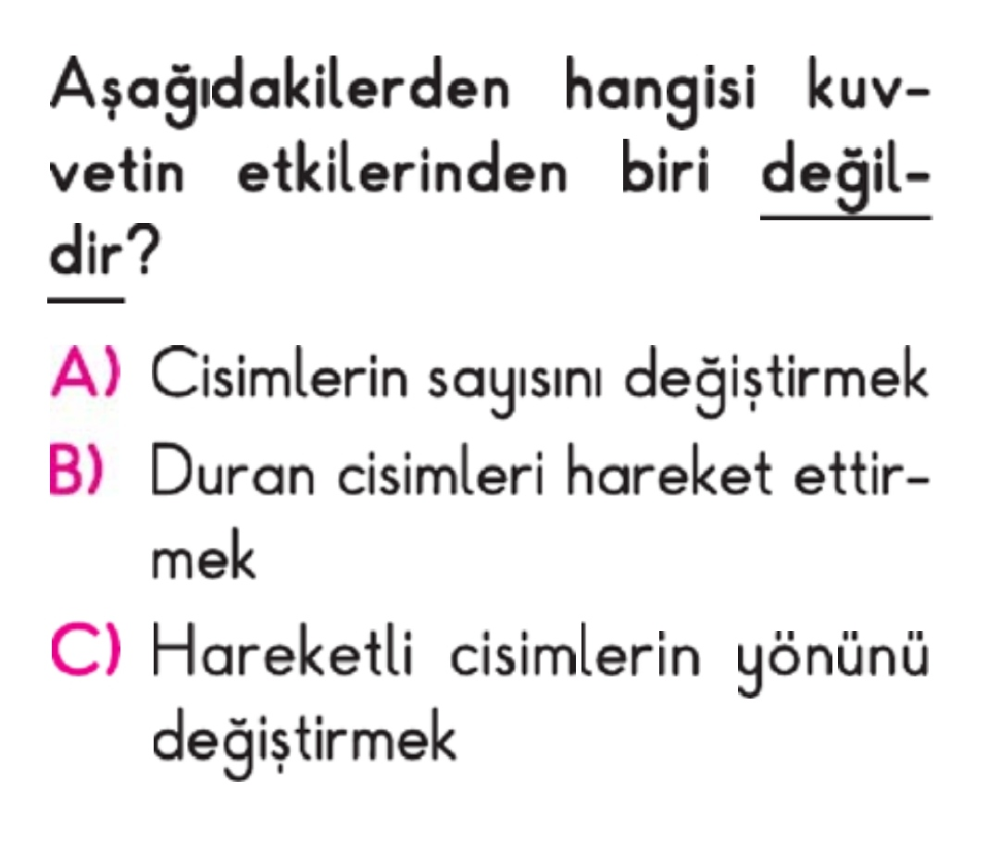 Aşağıdakilerden hangisi kuv-
vetin etkilerinden biri değil-
dir?
A) Cisimlerin sayısını değiştirmek
B) Duran cisimleri hareket ettir-
mek
C) Hareketli cisimlerin yönünü
değiştirmek